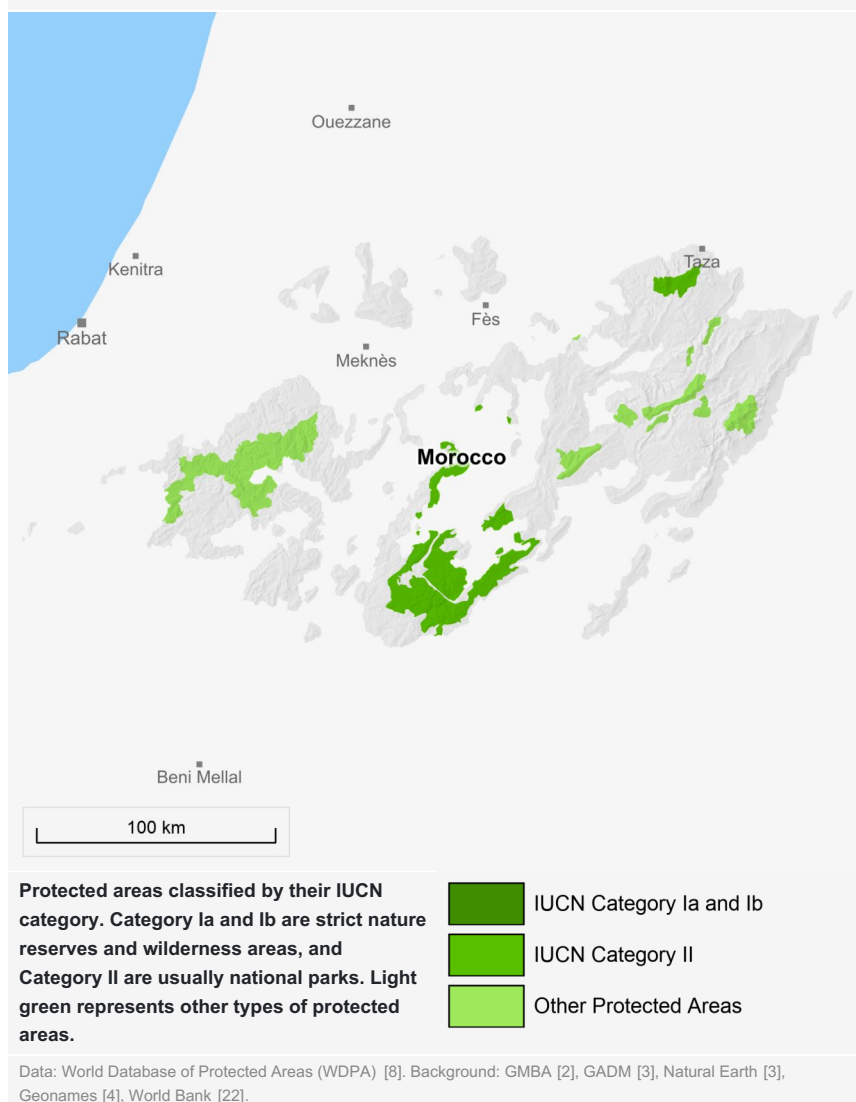 Ouezzane
Taza
Kenitra
Fès
Rabat
Meknès
Morocco
Beni Mellal
100 km
Protected areas classified by their IUCN
category. Category Ia and Ib are strict nature
reserves and wilderness areas, and
Category II are usually national parks. Light
green represents other types of protected
areas.
IUCN Category Ia and Ib
IUCN Category II
Other Protected Areas
Data: World Database of Protected Areas (WDPA) [8]. Background: GMBA [2], GADM [3], Natural Earth [3],
Geonames [4], World Bank [22].